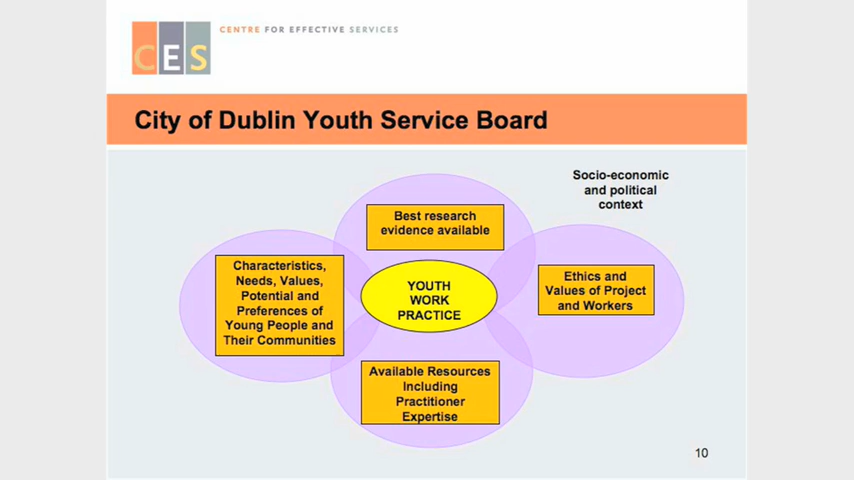 CES
CENTRE FOR EFFECTIVE SERVICES
City of Dublin Youth Service Board
Socio-economic
and political
context
Best research
evidence available
Characteristics,
Needs, Values,
Potential and
Preferences of
Young People and
Their Communities
YOUTH
WORK
PRACTICE
Ethics and
Values of Project
and Workers
Available Resources
Including
Practitioner
Expertise
10